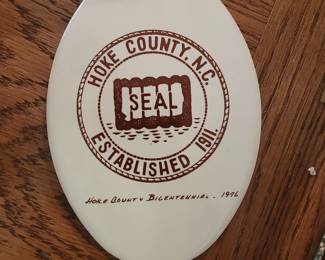 HOKE COUNTY, N.C.
SEAL
ESTABLISHED 1911.
Hoke County Bicentennial - 1976